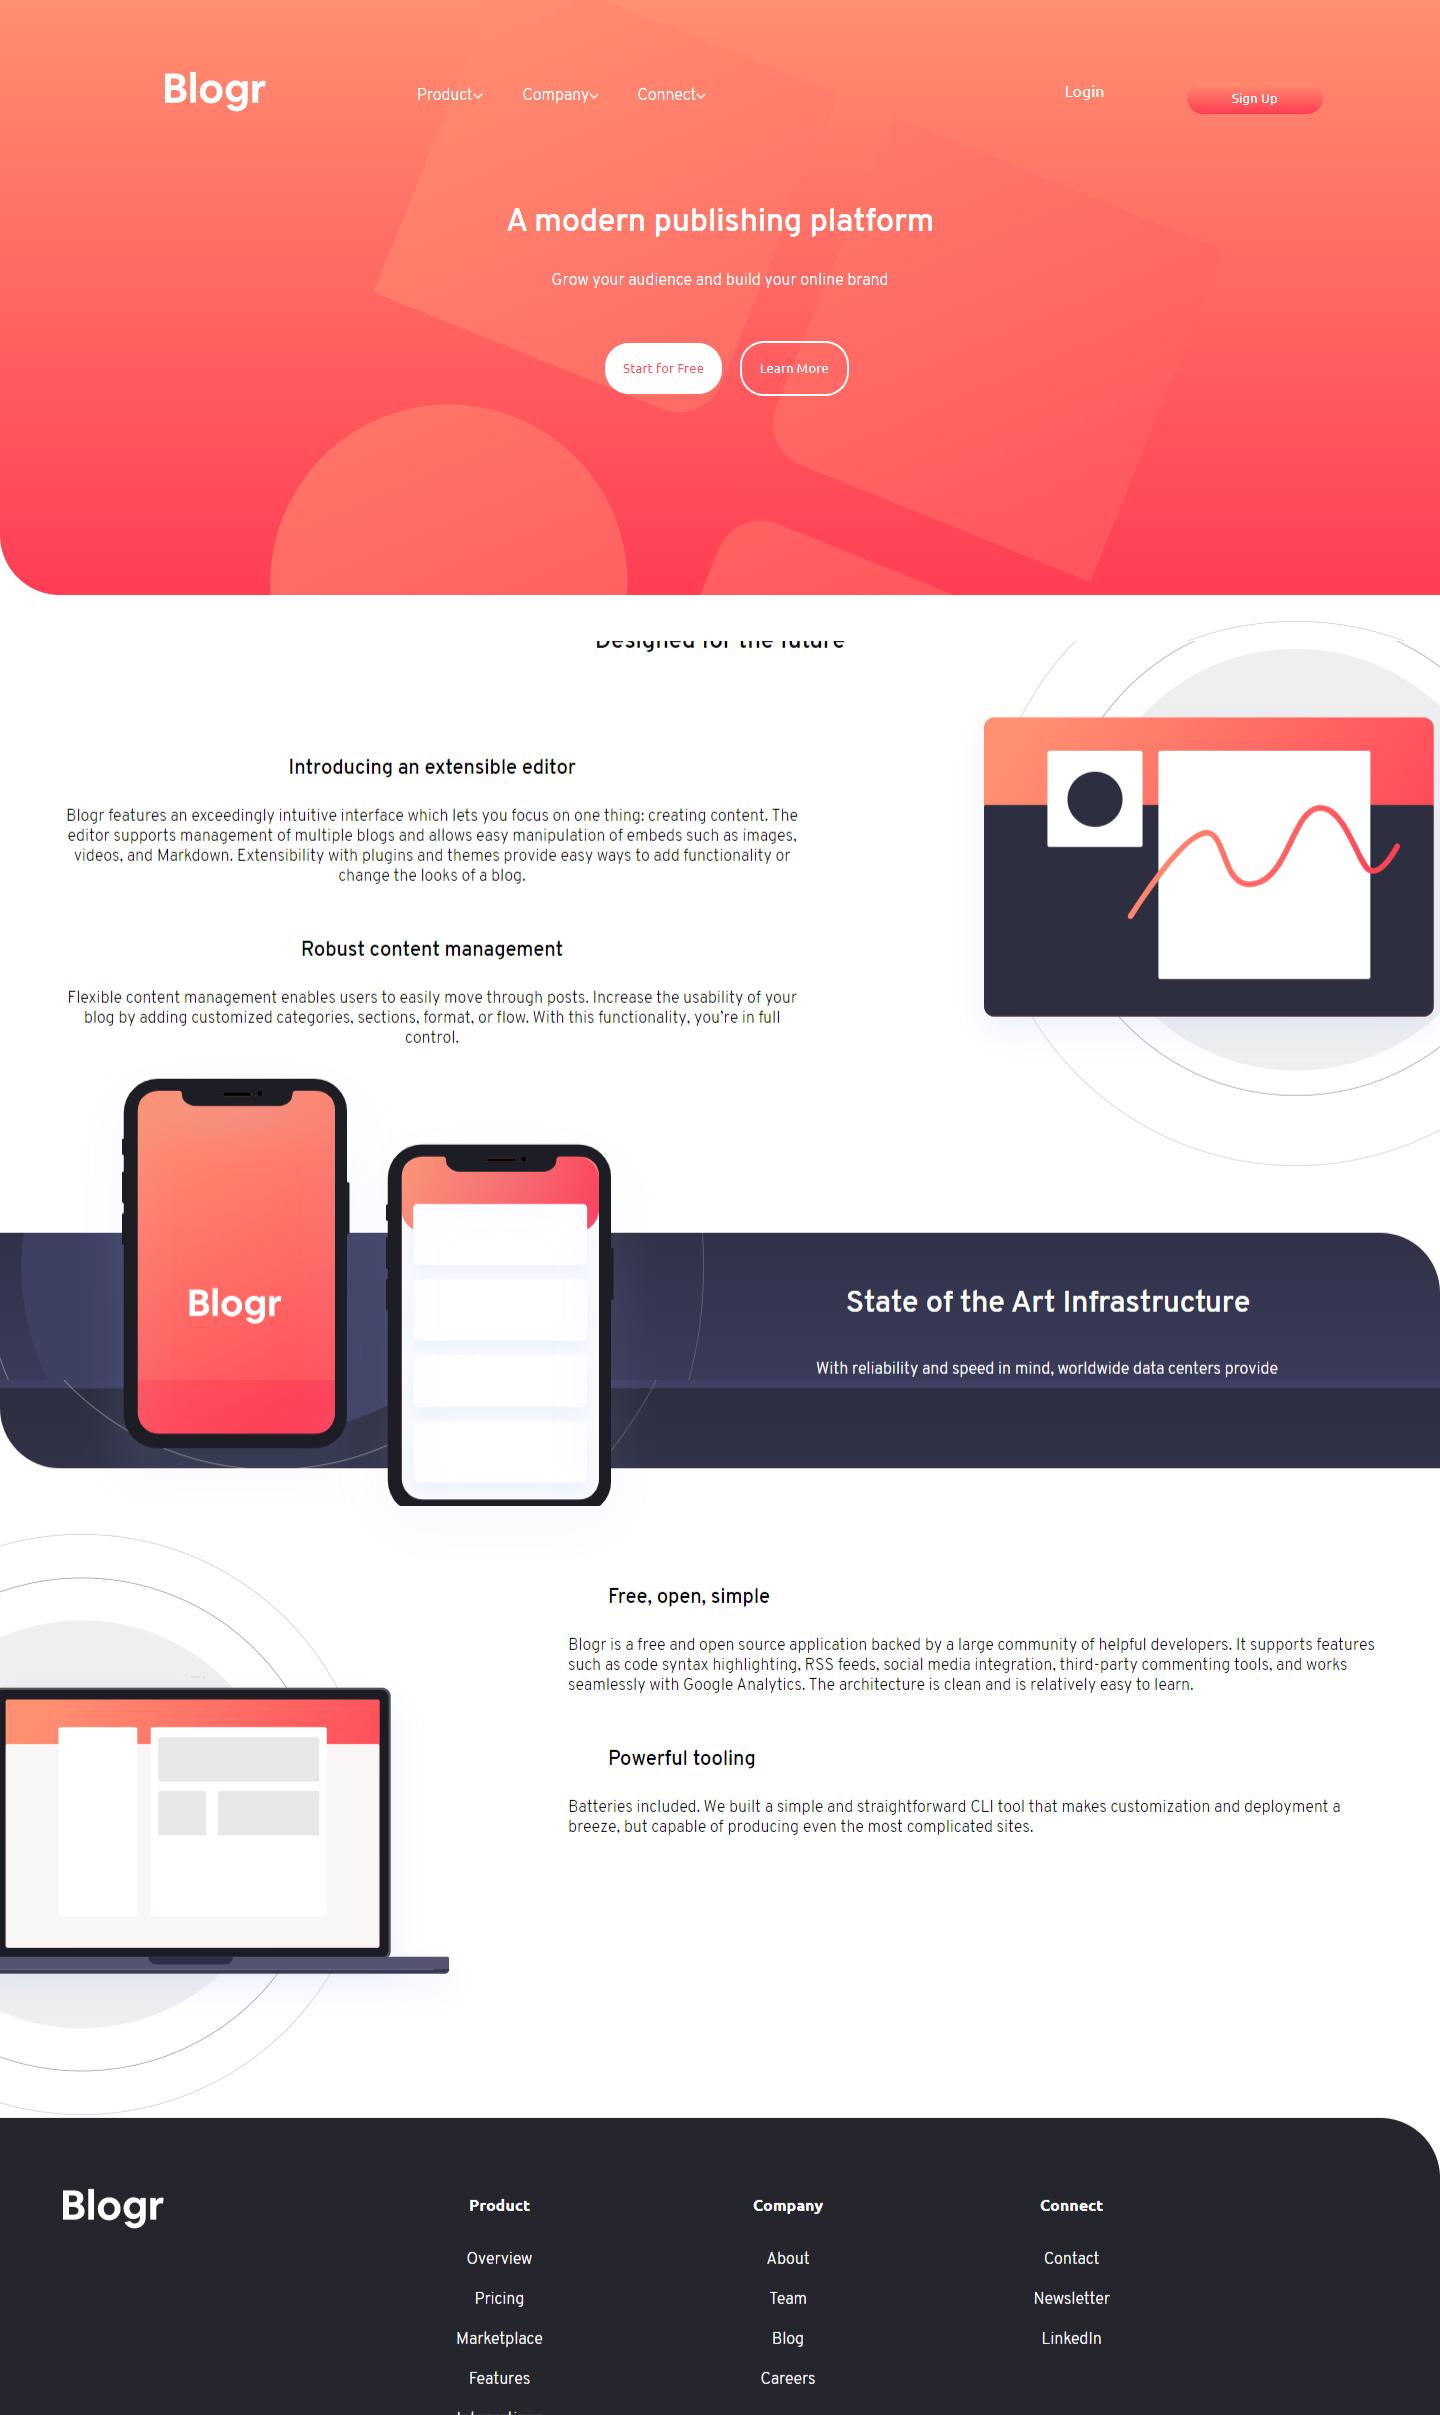 Blogr
Product Company Connect Login Sign Up
A modern publishing platform
Grow your audience and build your online brand
Start for Free Learn More
Designed for the future
Introducing an extensible editor
Blogr features an exceedingly intuitive interface which lets you focus on one thing: creating content. The
editor supports management of multiple blogs and allows easy manipulation of embeds such as images,
videos, and Markdown. Extensibility with plugins and themes provide easy ways to add functionality or
change the looks of a blog.
Robust content management
Flexible content management enables users to easily move through posts. Increase the usability of your
blog by adding customized categories, sections, format, or flow. With this functionality, you’re in full
control.
Blogr
State of the Art Infrastructure
With reliability and speed in mind, worldwide data centers provide
Free, open, simple
Blogr is a free and open source application backed by a large community of helpful developers. It supports features
such as code syntax highlighting, RSS feeds, social media integration, third-party commenting tools, and works
seamlessly with Google Analytics. The architecture is clean and is relatively easy to learn.
Powerful tooling
Batteries included. We built a simple and straightforward CLI tool that makes customization and deployment a
breeze, but capable of producing even the most complicated sites.
Blogr
Product
Overview
Pricing
Marketplace
Features
Company
About
Team
Blog
Careers
Connect
Contact
Newsletter
LinkedIn